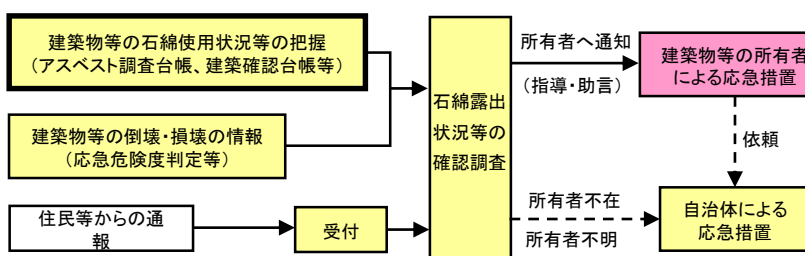 建築物等の石綿使用状況等の把握
（アスベスト調査台帳、建築確認台帳等）
建築物等の倒壊・損壊の情報
（応急危険度判定等）
住民等からの通
報
受付
石綿露出
状況等の
確認調査
所有者へ通知
（指導・助言）
建築物等の所有者
による応急措置
依頼
所有者不在
所有者不明
自治体による
応急措置